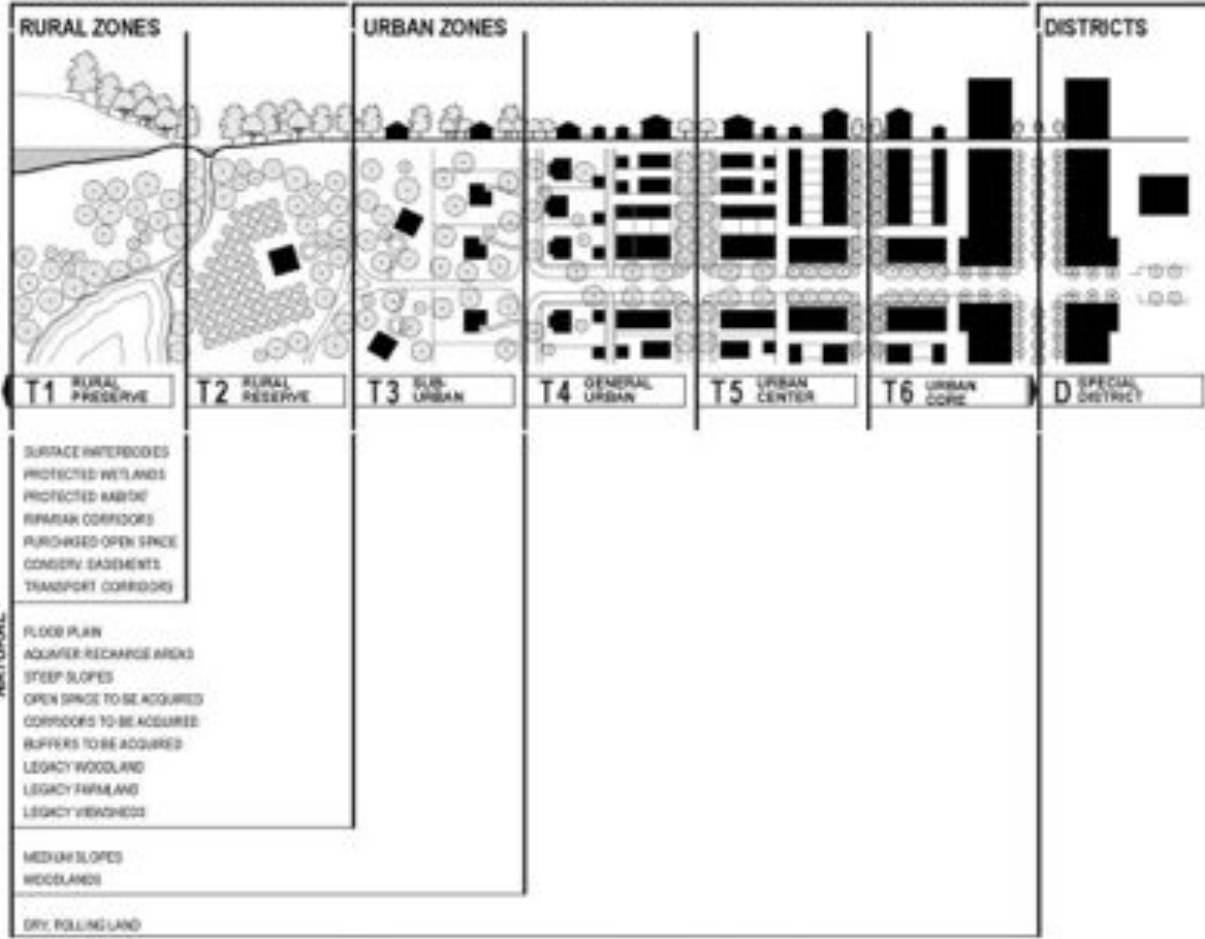 RURAL ZONES
URBAN ZONES
DISTRICTS
T1 RURAL PRESERVE
T2 RURAL RESERVE
T3 SUB-URBAN
T4 GENERAL URBAN
T5 URBAN CENTER
T6 URBAN CORE
D SPECIAL DISTRICT
SURFACE WATERBODIES
PROTECTED WETLANDS
PROTECTED HABITAT
RIPARIAN CORRIDORS
PURCHASED OPEN SPACE
CONSERV. EASEMENTS
TRANSPORT CORRIDORS
FLOOD PLAIN
AQUAFER RECHARGE AREAS
STEEP SLOPES
OPEN SPACE TO BE ACQUIRED
CORRIDORS TO BE ACQUIRED
BUFFERS TO BE ACQUIRED
LEGACY WOODLAND
LEGACY FARMLAND
LEGACY VIEWSHEDS
MEDIUM SLOPES
WOODLANDS
DRY, ROLLING LAND